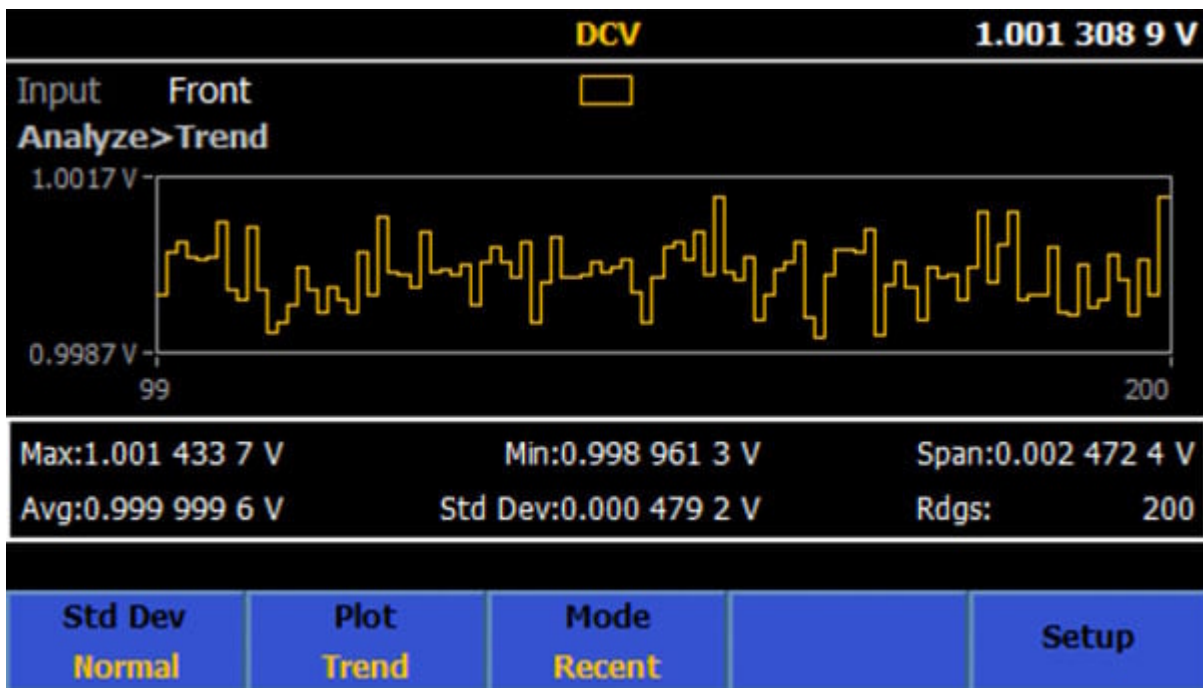 DCV 1.001 308 9 V
Input Front
Analyze>Trend
1.0017 V
0.9987 V
99 200
Max:1.001 433 7 V Min:0.998 961 3 V Span:0.002 472 4 V
Avg:0.999 999 6 V Std Dev:0.000 479 2 V Rdgs: 200
Std Dev Plot Mode Setup
Normal Trend Recent